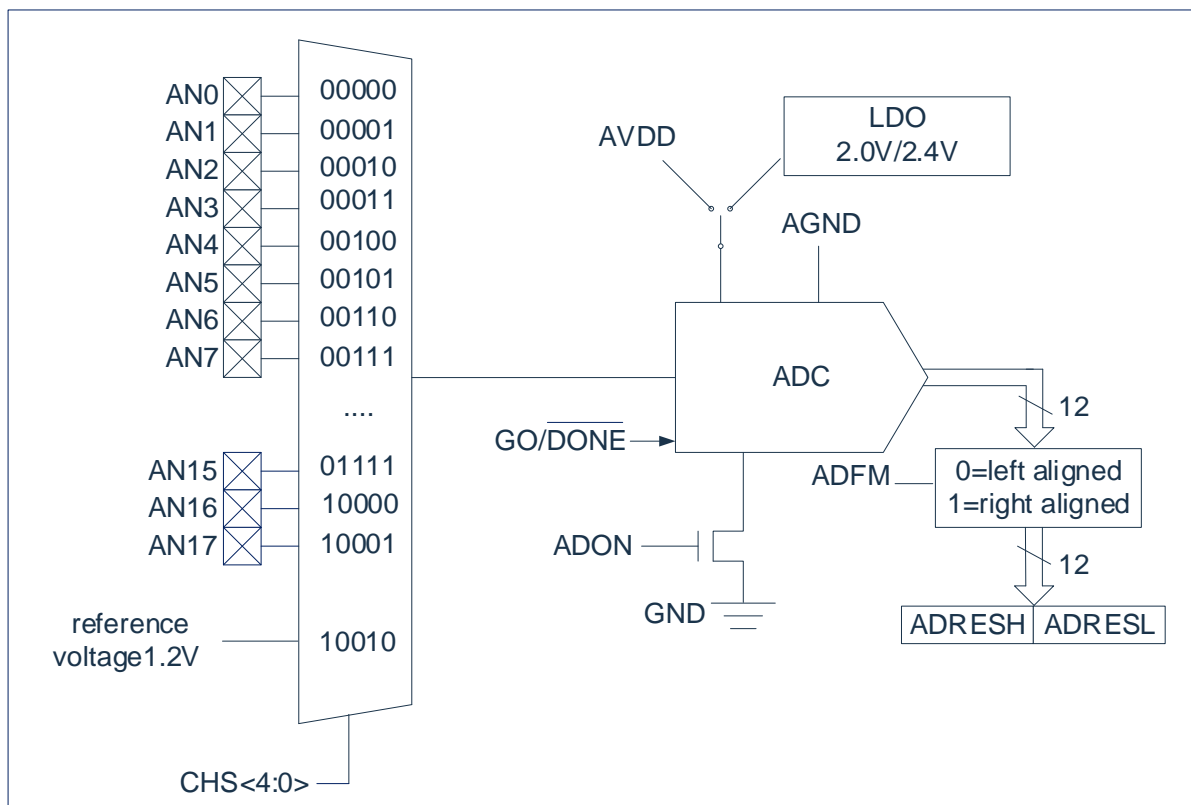 AN0 00000
AN1 00001
AN2 00010
AN3 00011
AN4 00100
AN5 00101
AN6 00110
AN7 00111
....
AN15 01111
AN16 10000
AN17 10001
reference
voltage1.2V
10010
CHS<4:0>
AVDD
LDO
2.0V/2.4V
AGND
ADC
GO/DONE
ADON
GND
12
ADFM
0=left aligned
1=right aligned
12
ADRESH ADRESL